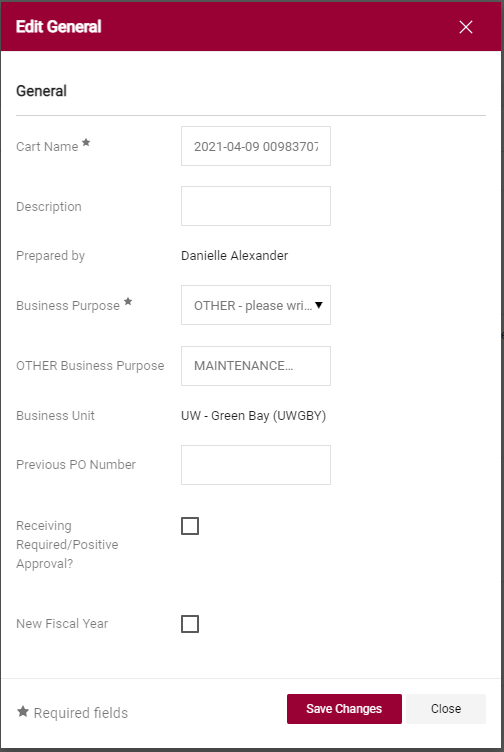 Edit General
General
Cart Name ★ 2021-04-09 00983707
Description
Prepared by Danielle Alexander
Business Purpose ★ OTHER - please wri...
OTHER Business Purpose MAINTENANCE...
Business Unit UW - Green Bay (UWGBY)
Previous PO Number
Receiving
Required/Positive
Approval?
New Fiscal Year
★ Required fields Save Changes Close